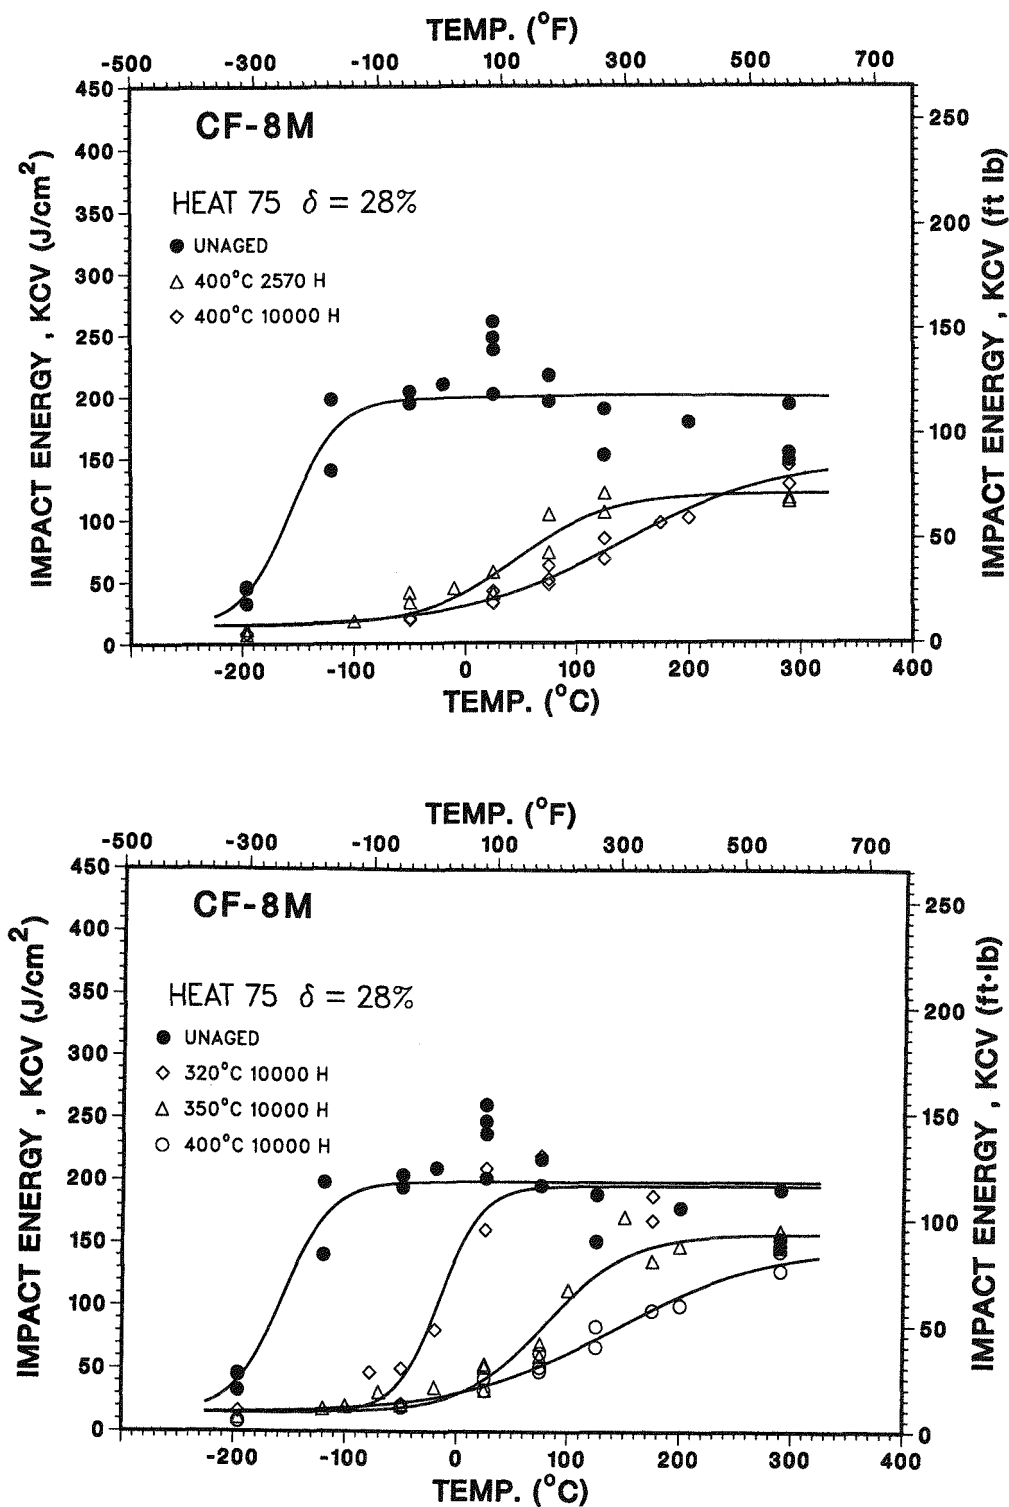 TEMP. (°F)
-500 -300 -100 100 300 500 700
450
400
350
300
250
200
150
100
50
0
IMPACT ENERGY , KCV (J/cm²)
CF-8M
HEAT 75 δ = 28%
UNAGED
400°C 2570 H
400°C 10000 H
250
200
150
100
50
0
IMPACT ENERGY , KCV (ft lb)
-200 -100 0 100 200 300 400
TEMP. (°C)
TEMP. (°F)
-500 -300 -100 100 300 500 700
450
400
350
300
250
200
150
100
50
0
IMPACT ENERGY , KCV (J/cm²)
CF-8M
HEAT 75 δ = 28%
UNAGED
320°C 10000 H
350°C 10000 H
400°C 10000 H
250
200
150
100
50
0
IMPACT ENERGY , KCV (ft·lb)
-200 -100 0 100 200 300 400
TEMP. (°C)